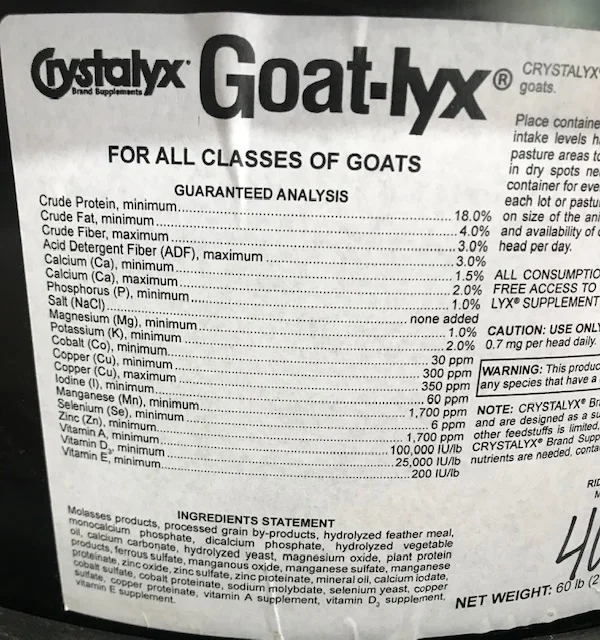 Crystalyx
Brand Supplements
Goat-lyx®
FOR ALL CLASSES OF GOATS
GUARANTEED ANALYSIS
Crude Protein, minimum 18.0%
Crude Fat, minimum 4.0%
Crude Fiber, maximum 3.0%
Acid Detergent Fiber (ADF), maximum 3.0%
Calcium (Ca), minimum 1.5%
Calcium (Ca), maximum 2.0%
Phosphorus (P), minimum 1.0%
Salt (NaCl) none added
Magnesium (Mg), minimum 1.0%
Potassium (K), minimum 2.0%
Cobalt (Co), minimum 30 ppm
Copper (Cu), minimum 300 ppm
Copper (Cu), maximum 350 ppm
Iodine (I), minimum 60 ppm
Manganese (Mn), minimum 1,700 ppm
Selenium (Se), minimum 6 ppm
Zinc (Zn), minimum 1,700 ppm
Vitamin A, minimum 100,000 IU/lb
Vitamin D3, minimum 25,000 IU/lb
Vitamin E, minimum 200 IU/lb
INGREDIENTS STATEMENT
Molasses products, processed grain by-products, hydrolyzed feather meal,
monocalcium phosphate, dicalcium phosphate, hydrolyzed vegetable
oil, calcium carbonate, hydrolyzed yeast, magnesium oxide, plant protein
products, ferrous sulfate, manganous oxide, manganese sulfate, manganese
proteinate, zinc oxide, zinc sulfate, zinc proteinate, mineral oil, calcium iodate,
cobalt sulfate, cobalt proteinate, sodium molybdate, selenium yeast, copper
sulfate, copper proteinate, vitamin A supplement, vitamin D3 supplement,
vitamin E supplement.
CRYSTALYX
goats.
Place containe
intake levels
pasture areas
in dry spots
container for
each lot or
on size of the
and availability of
head per day.
ALL
FREE ACCESS TO
LYX® SUPPLEMENT
CAUTION: USE ONLY
0.7 mg per head daily.
WARNING: This
any species that have a
NOTE: CRYSTALYX®
and are designed as a
other feedstuffs is limited,
CRYSTALYX® Brand
nutrients are needed,
NET WEIGHT: 60 lb